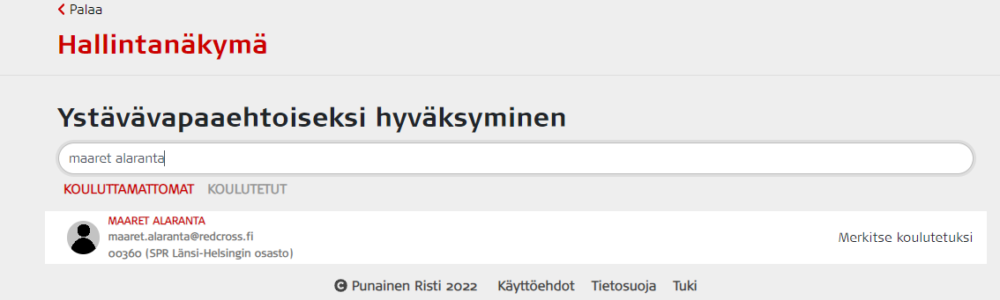 Palaa
Hallintanäkymä
Ystävävapaaehtoiseksi hyväksyminen
maaret alaranta
KOULUTTAMATTOMAT KOULUTETUT
MAARET ALARANTA
maaret.alaranta@redcross.fi
00360 (SPR Länsi-Helsingin osasto)
Merkitse koulutetuksi
© Punainen Risti 2022 Käyttöehdot Tietosuoja Tuki